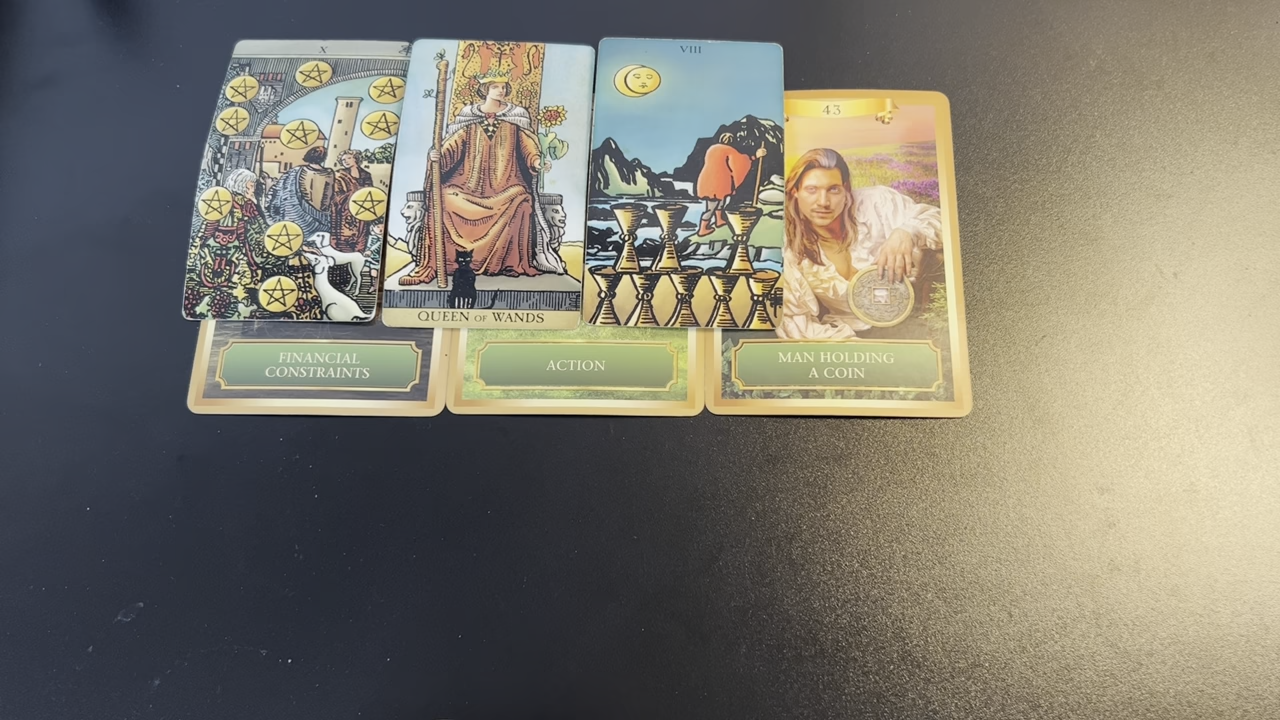 X
QUEEN OF WANDS
VIII
43
FINANCIAL
CONSTRAINTS
ACTION
MAN HOLDING
A COIN